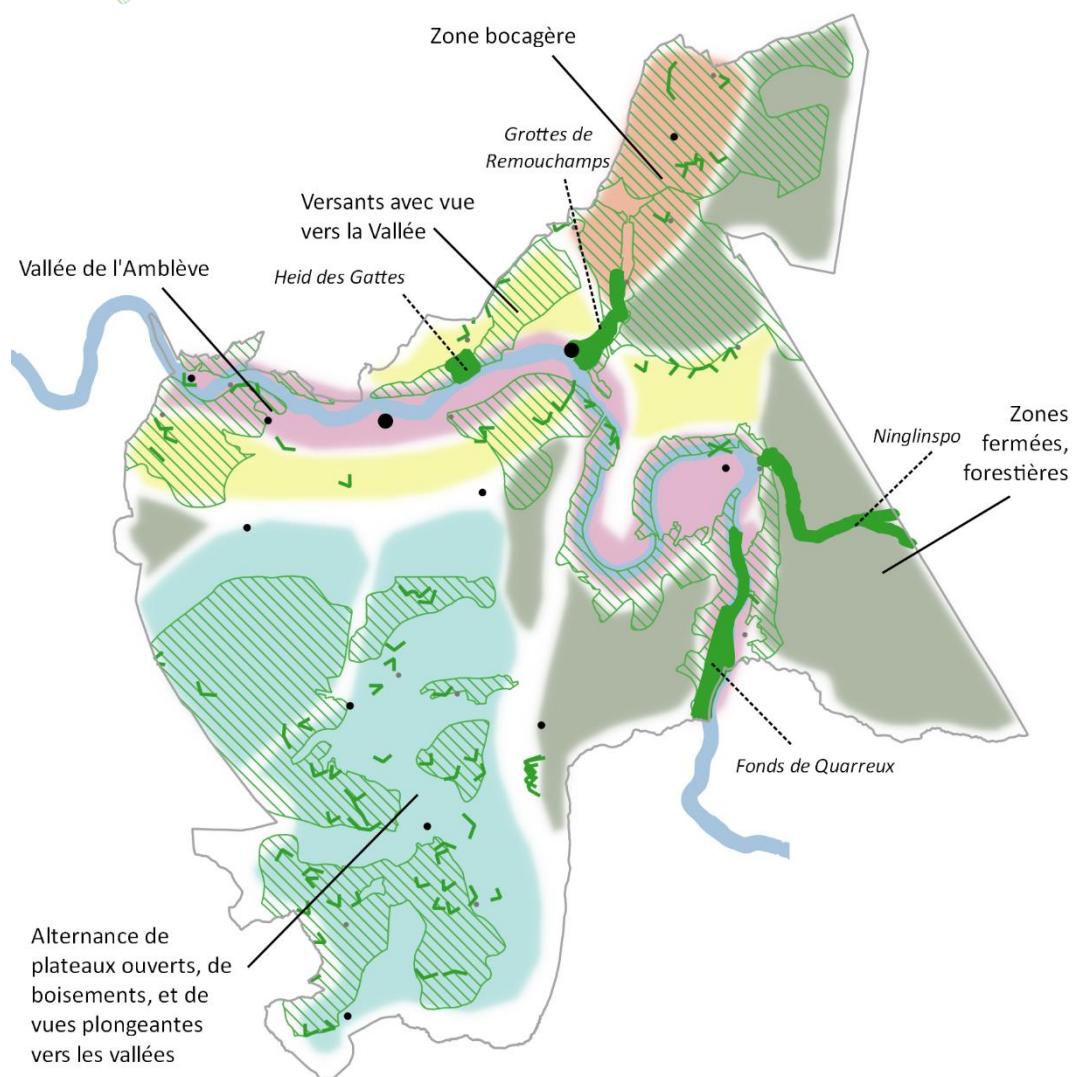 Zone bocagère
Grottes de
Remouchamps
Versants avec vue
vers la Vallée
Vallée de l'Amblève
Heid des Gattes
Zones
fermées,
forestières
Ninglinspo
Fonds de Quarreux
Alternance de
plateaux ouverts, de
boisements, et de
vues plongeantes
vers les vallées